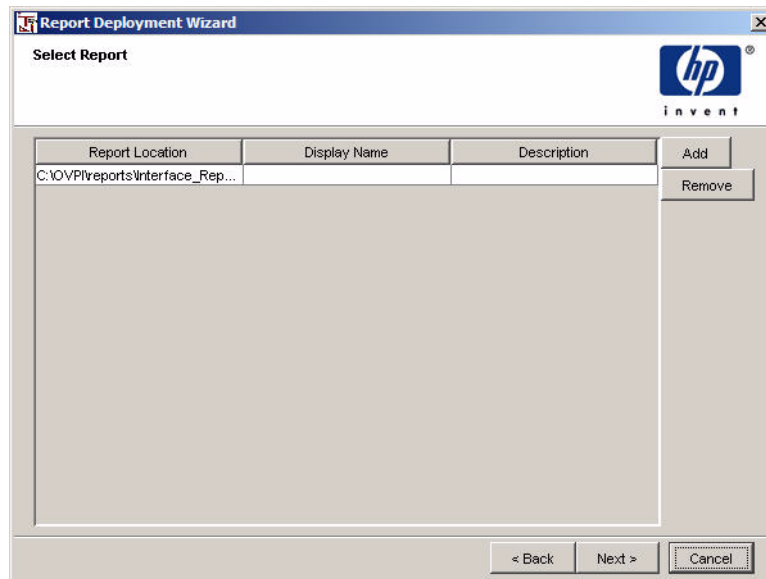 Report Deployment Wizard
Select Report
hp
®
invent
Report Location Display Name Description
Add
C:\OVPI\reports\Interface_Rep...
Remove
< Back Next > Cancel